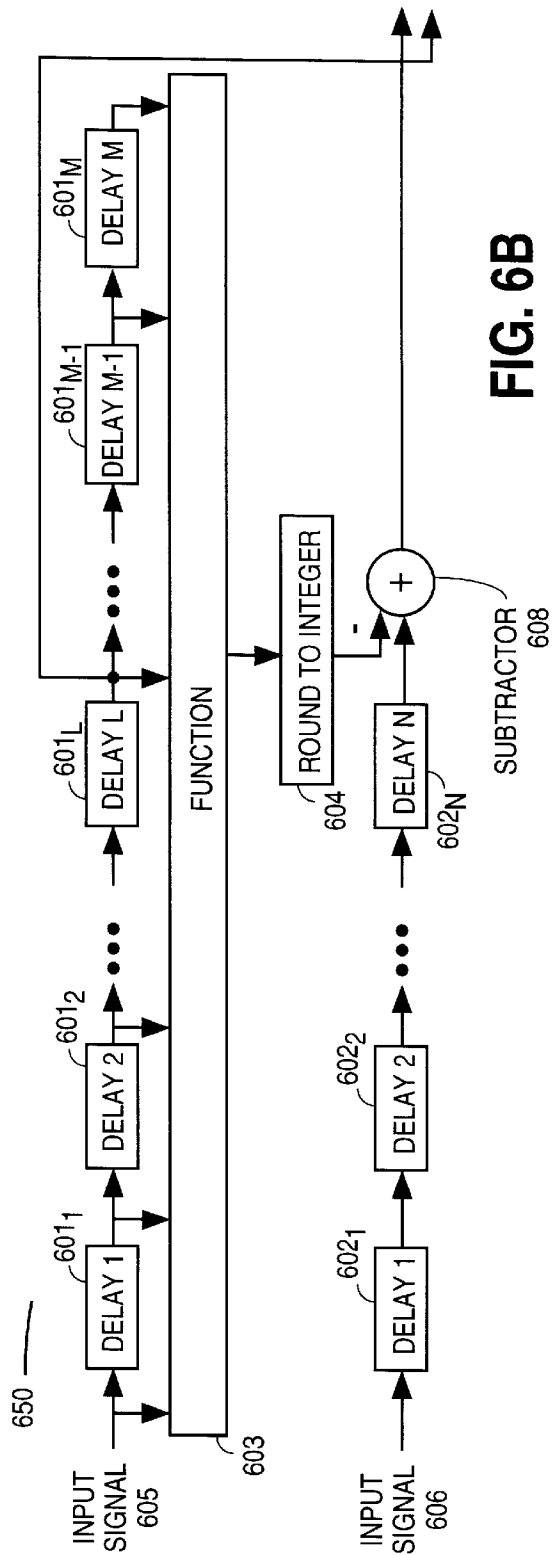 650
INPUT
SIGNAL
605
DELAY 1
601₁
DELAY 2
601₂
DELAY L
601L
DELAY M-1
601M-1
DELAY M
601M
603
FUNCTION
604
ROUND TO INTEGER
-
INPUT
SIGNAL
606
DELAY 1
602₁
DELAY 2
602₂
DELAY N
602N
+
SUBTRACTOR
608
FIG. 6B